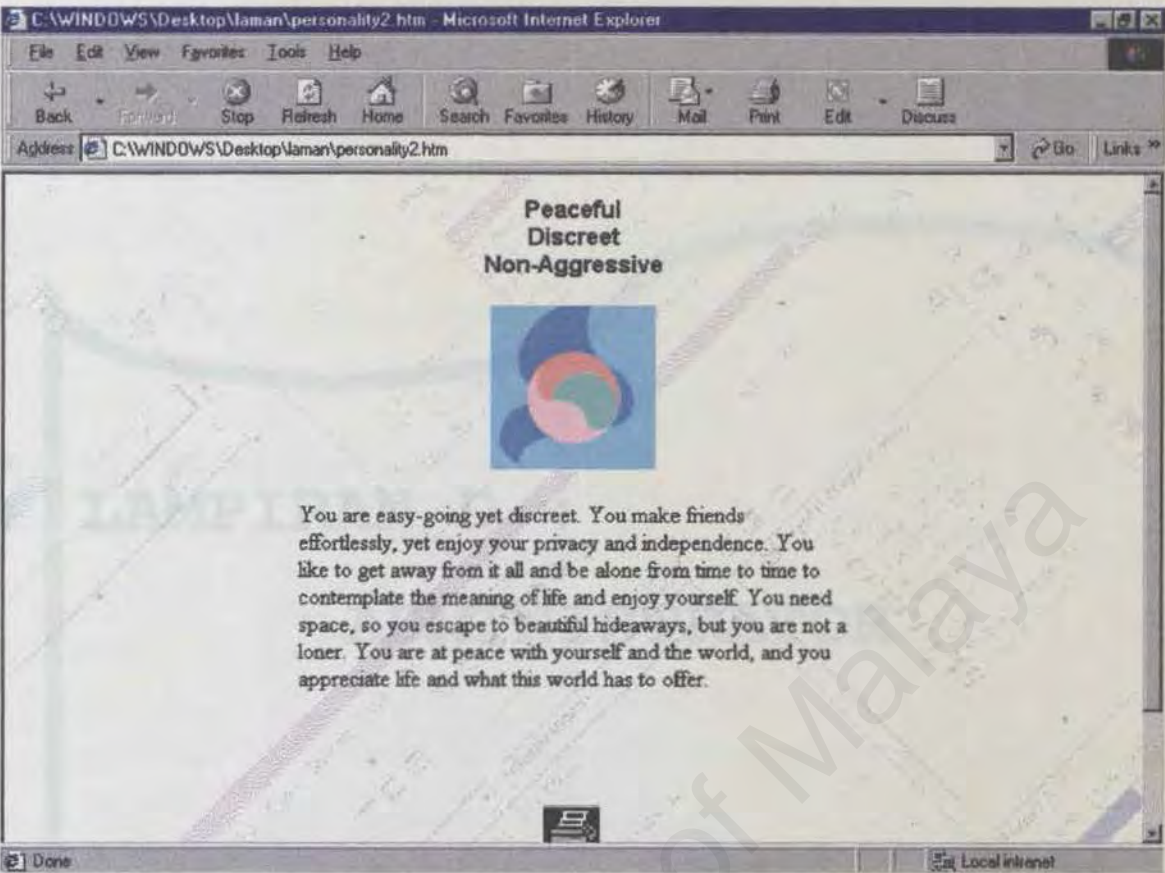 C:\WINDOWS\Desktop\laman\personality2.htm - Microsoft Internet Explorer
File Edit View Favorites Tools Help
Back Forward Stop Refresh Home Search Favorites History Mail Print Edit Discuss
Address C:\WINDOWS\Desktop\laman\personality2.htm Go Links »
Peaceful
Discreet
Non-Aggressive
LAMPIRAN
You are easy-going yet discreet. You make friends
effortlessly, yet enjoy your privacy and independence. You
like to get away from it all and be alone from time to time to
contemplate the meaning of life and enjoy yourself. You need
space, so you escape to beautiful hideaways, but you are not a
loner. You are at peace with yourself and the world, and you
appreciate life and what this world has to offer.
of Malaya
Done Local intranet